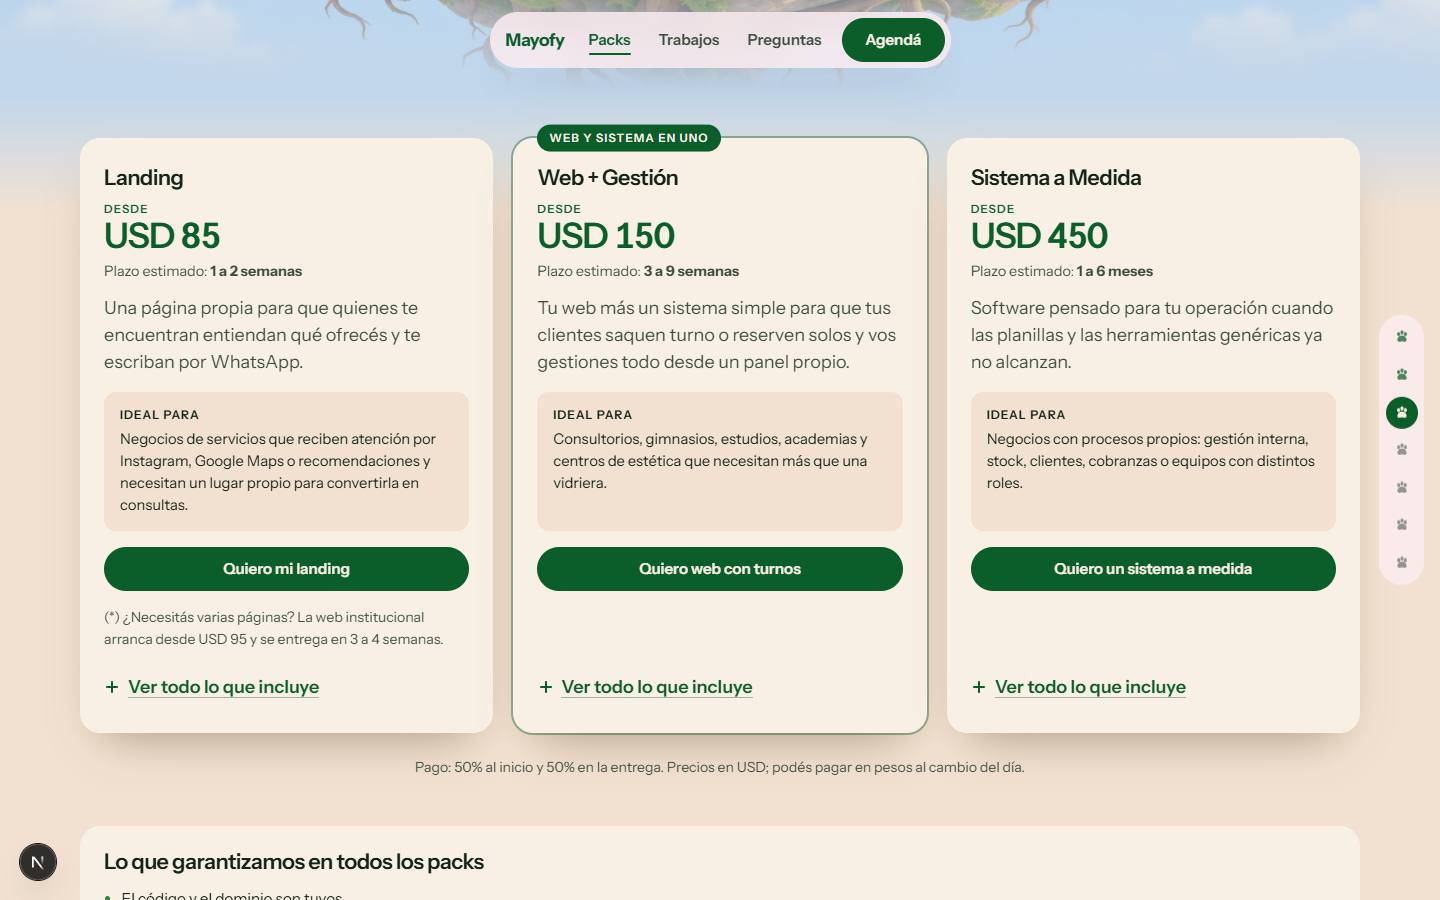 Mayofy Packs Trabajos Preguntas Agendá
WEB Y SISTEMA EN UNO
Landing
DESDE
USD 85
Plazo estimado: 1 a 2 semanas
Una página propia para que quienes te
encuentran entiendan qué ofrecés y te
escriban por WhatsApp.
IDEAL PARA
Negocios de servicios que reciben atención por
Instagram, Google Maps o recomendaciones y
necesitan un lugar propio para convertirla en
consultas.
Quiero mi landing
(*) ¿Necesitás varias páginas? La web institucional
arranca desde USD 95 y se entrega en 3 a 4 semanas.
+ Ver todo lo que incluye
Web + Gestión
DESDE
USD 150
Plazo estimado: 3 a 9 semanas
Tu web más un sistema simple para que tus
clientes saquen turno o reserven solos y vos
gestiones todo desde un panel propio.
IDEAL PARA
Consultorios, gimnasios, estudios, academias y
centros de estética que necesitan más que una
vidriera.
Quiero web con turnos
+ Ver todo lo que incluye
Sistema a Medida
DESDE
USD 450
Plazo estimado: 1 a 6 meses
Software pensado para tu operación cuando
las planillas y las herramientas genéricas ya
no alcanzan.
IDEAL PARA
Negocios con procesos propios: gestión interna,
stock, clientes, cobranzas o equipos con distintos
roles.
Quiero un sistema a medida
+ Ver todo lo que incluye
Pago: 50% al inicio y 50% en la entrega. Precios en USD; podés pagar en pesos al cambio del día.
Lo que garantizamos en todos los packs
• El código y el dominio son tuyos.
N